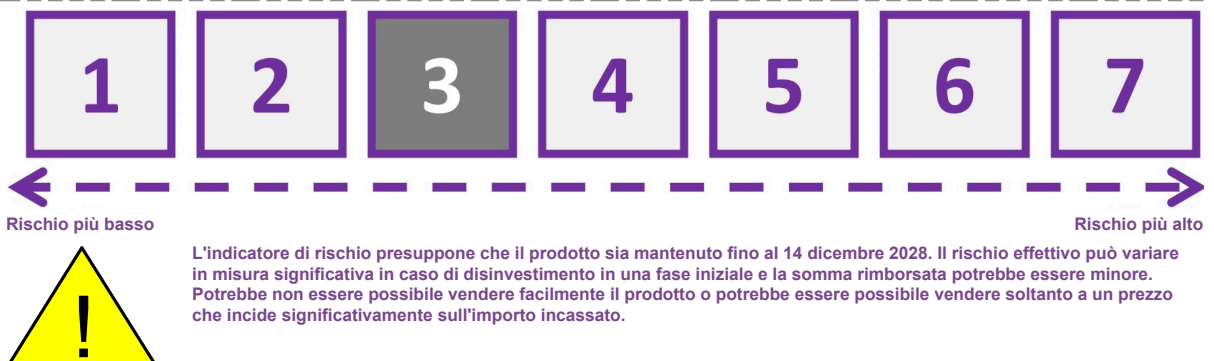 1 2 3 4 5 6 7
Rischio più basso Rischio più alto
L'indicatore di rischio presuppone che il prodotto sia mantenuto fino al 14 dicembre 2028. Il rischio effettivo può variare
in misura significativa in caso di disinvestimento in una fase iniziale e la somma rimborsata potrebbe essere minore.
Potrebbe non essere possibile vendere facilmente il prodotto o potrebbe essere possibile vendere soltanto a un prezzo
che incide significativamente sull'importo incassato.
!